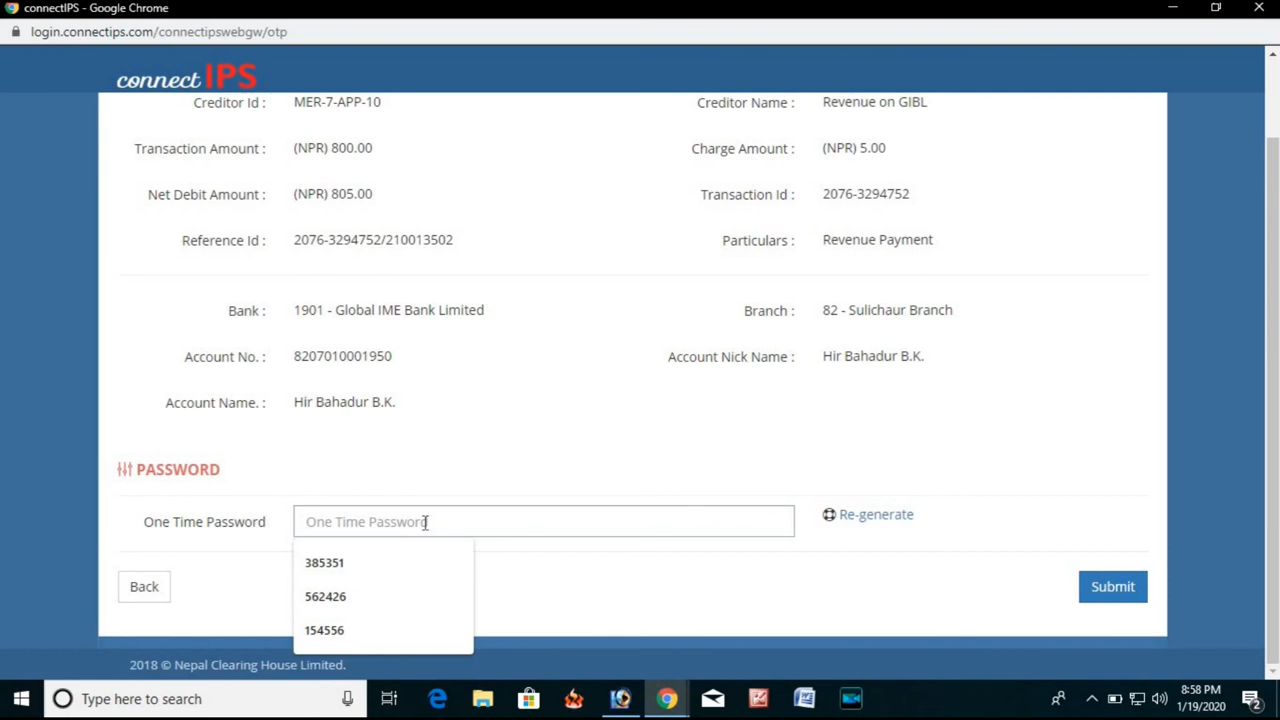 connectIPS - Google Chrome
login.connectips.com/connectipswebgw/otp
connectIPS
Creditor Id : MER-7-APP-10 Creditor Name : Revenue on GIBL
Transaction Amount : (NPR) 800.00 Charge Amount : (NPR) 5.00
Net Debit Amount : (NPR) 805.00 Transaction Id : 2076-3294752
Reference Id : 2076-3294752/210013502 Particulars : Revenue Payment
Bank : 1901 - Global IME Bank Limited Branch : 82 - Sulichaur Branch
Account No. : 8207010001950 Account Nick Name : Hir Bahadur B.K.
Account Name. : Hir Bahadur B.K.
PASSWORD
One Time Password One Time Password Re-generate
385351
562426
154556
Back Submit
2018 © Nepal Clearing House Limited.
Type here to search
8:58 PM
1/19/2020
2